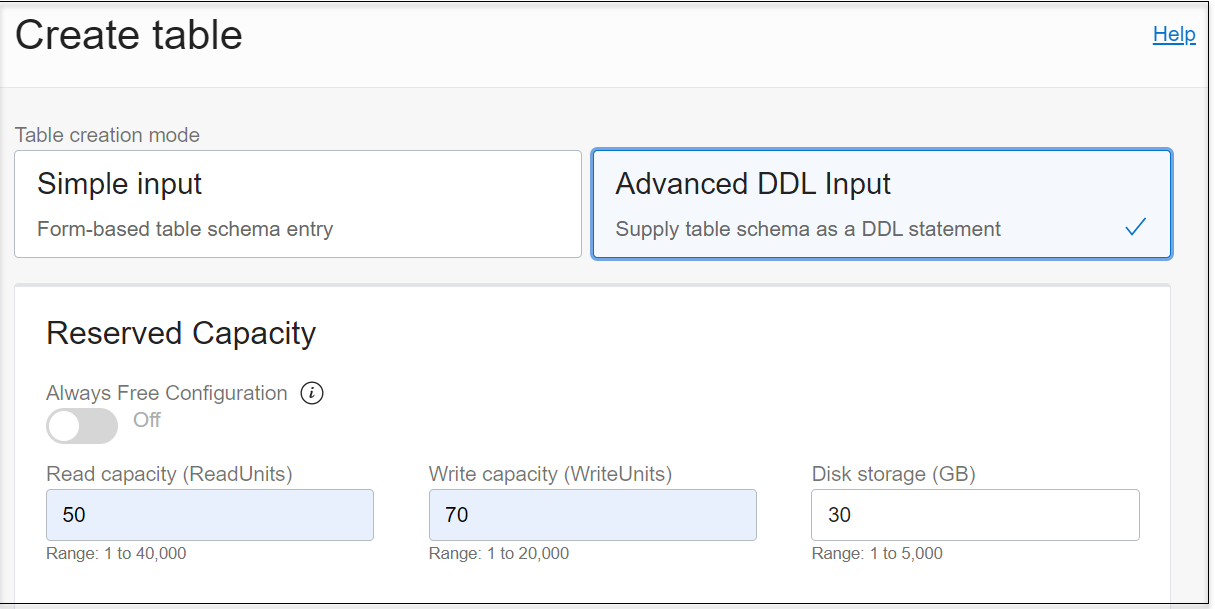 Create table
Help
Table creation mode
Simple input
Form-based table schema entry
Advanced DDL Input
Supply table schema as a DDL statement
Reserved Capacity
Always Free Configuration i
Off
Read capacity (ReadUnits)
50
Range: 1 to 40,000
Write capacity (WriteUnits)
70
Range: 1 to 20,000
Disk storage (GB)
30
Range: 1 to 5,000